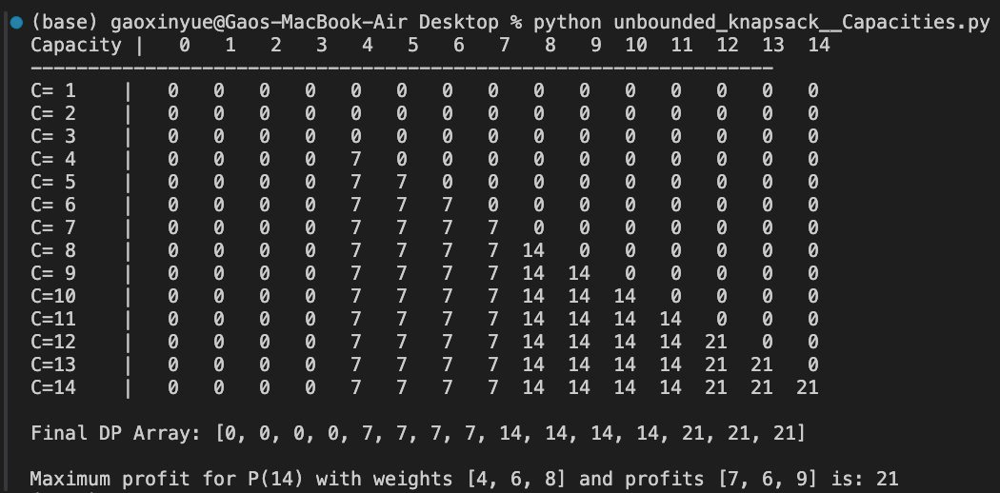 (base) gaoxinyue@Gaos-MacBook-Air Desktop % python unbounded_knapsack__Capacities.py
Capacity |   0   1   2   3   4   5   6   7   8   9  10  11  12  13  14
-----------------------------------------------------------------
C= 1     |   0   0   0   0   0   0   0   0   0   0   0   0   0   0   0
C= 2     |   0   0   0   0   0   0   0   0   0   0   0   0   0   0   0
C= 3     |   0   0   0   0   0   0   0   0   0   0   0   0   0   0   0
C= 4     |   0   0   0   0   7   0   0   0   0   0   0   0   0   0   0
C= 5     |   0   0   0   0   7   7   0   0   0   0   0   0   0   0   0
C= 6     |   0   0   0   0   7   7   7   0   0   0   0   0   0   0   0
C= 7     |   0   0   0   0   7   7   7   7   0   0   0   0   0   0   0
C= 8     |   0   0   0   0   7   7   7   7  14   0   0   0   0   0   0
C= 9     |   0   0   0   0   7   7   7   7  14  14   0   0   0   0   0
C=10     |   0   0   0   0   7   7   7   7  14  14  14   0   0   0   0
C=11     |   0   0   0   0   7   7   7   7  14  14  14  14   0   0   0
C=12     |   0   0   0   0   7   7   7   7  14  14  14  14  21   0   0
C=13     |   0   0   0   0   7   7   7   7  14  14  14  14  21  21   0
C=14     |   0   0   0   0   7   7   7   7  14  14  14  14  21  21  21
Final DP Array: [0, 0, 0, 0, 7, 7, 7, 7, 14, 14, 14, 14, 21, 21, 21]
Maximum profit for P(14) with weights [4, 6, 8] and profits [7, 6, 9] is: 21